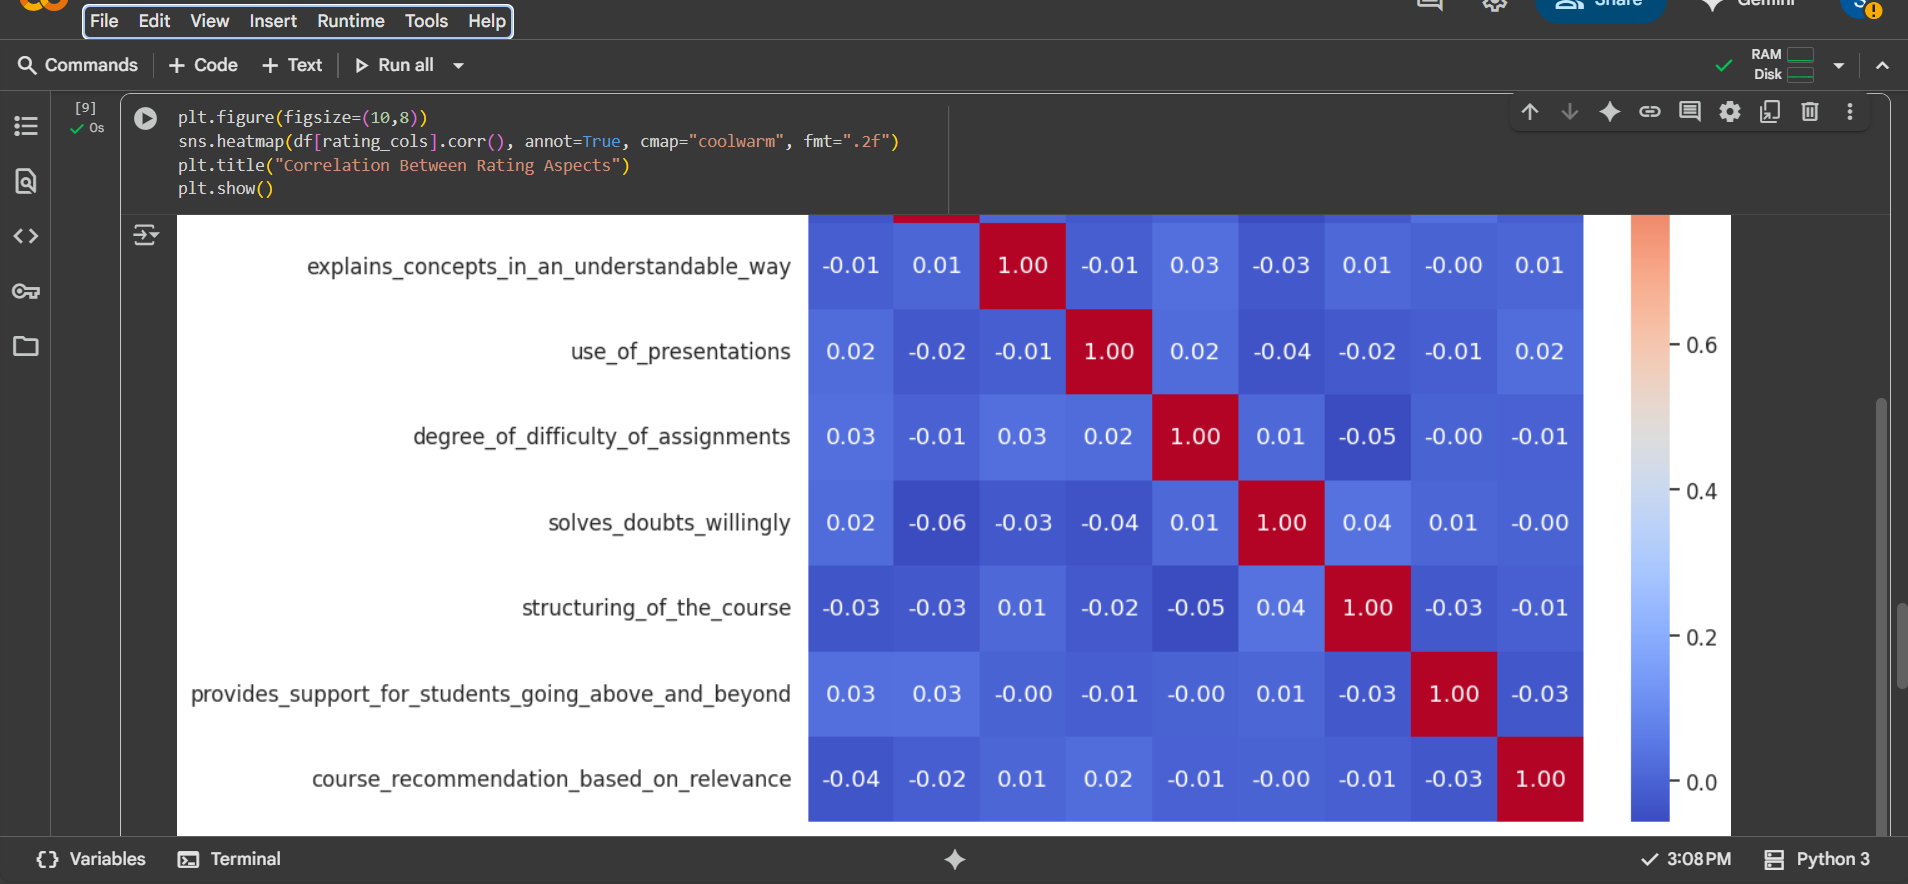 File Edit View Insert Runtime Tools Help
Share
Gemini
Commands + Code + Text Run all
RAM
Disk
[9]
0s
plt.figure(figsize=(10,8))
sns.heatmap(df[rating_cols].corr(), annot=True, cmap="coolwarm", fmt=".2f")
plt.title("Correlation Between Rating Aspects")
plt.show()
explains_concepts_in_an_understandable_way -0.01 0.01 1.00 -0.01 0.03 -0.03 0.01 -0.00 0.01
use_of_presentations 0.02 -0.02 -0.01 1.00 0.02 -0.04 -0.02 -0.01 0.02
0.6
degree_of_difficulty_of_assignments 0.03 -0.01 0.03 0.02 1.00 0.01 -0.05 -0.00 -0.01
0.4
solves_doubts_willingly 0.02 -0.06 -0.03 -0.04 0.01 1.00 0.04 0.01 -0.00
structuring_of_the_course -0.03 -0.03 0.01 -0.02 -0.05 0.04 1.00 -0.03 -0.01
0.2
provides_support_for_students_going_above_and_beyond 0.03 0.03 -0.00 -0.01 -0.00 0.01 -0.03 1.00 -0.03
course_recommendation_based_on_relevance -0.04 -0.02 0.01 0.02 -0.01 -0.00 -0.01 -0.03 1.00
0.0
{} Variables Terminal
3:08 PM Python 3